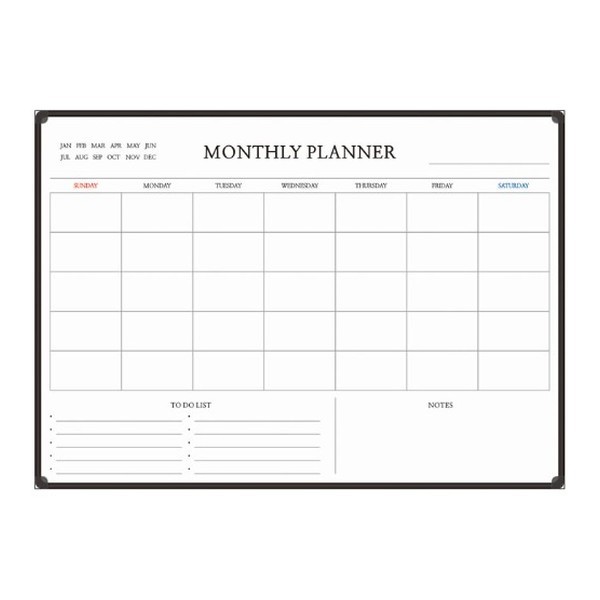 JAN FEB MAR APR MAY JUN
JUL AUG SEP OCT NOV DEC
MONTHLY PLANNER
SUNDAY MONDAY TUESDAY WEDNESDAY THURSDAY FRIDAY SATURDAY
TO DO LIST
NOTES